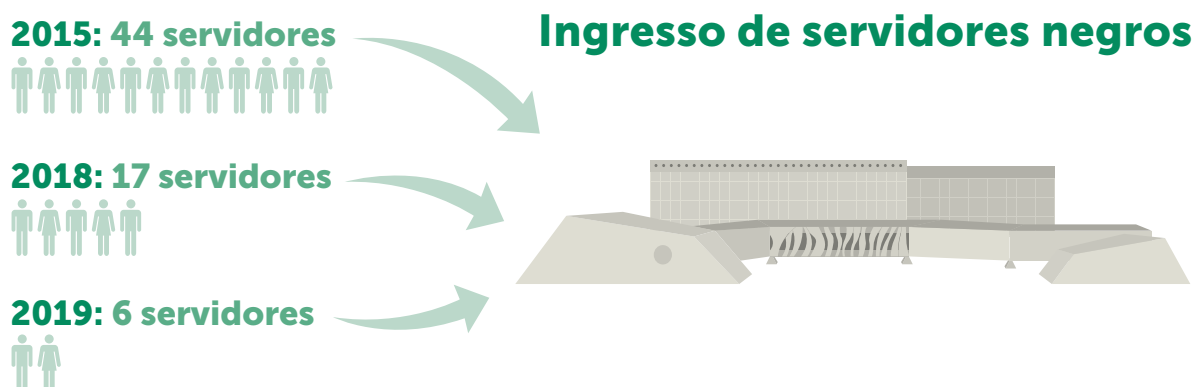 Ingresso de servidores negros
2015: 44 servidores
2018: 17 servidores
2019: 6 servidores